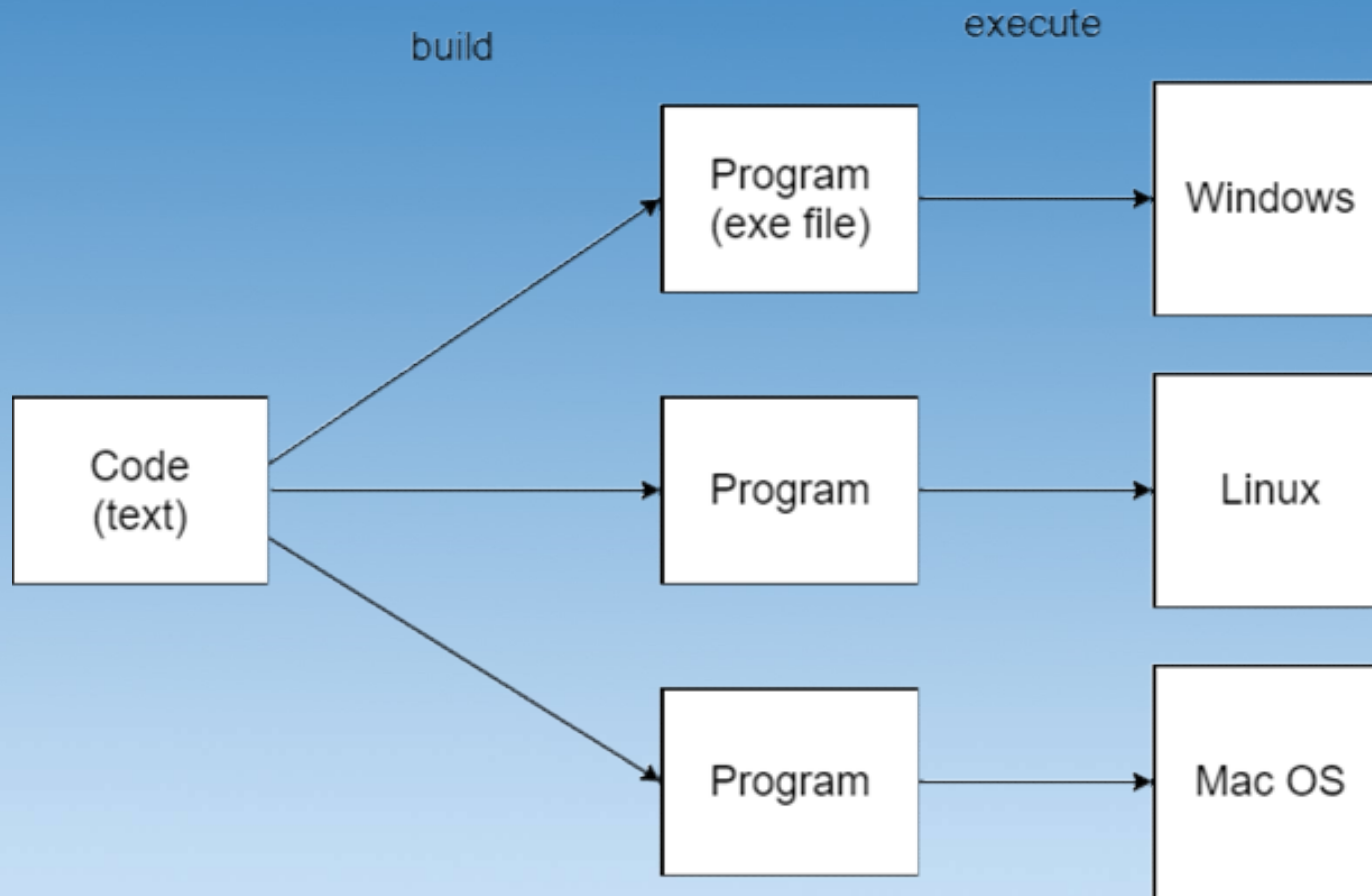 build
execute
Program
(exe file)
Windows
Code
(text)
Program
Linux
Program
Mac OS